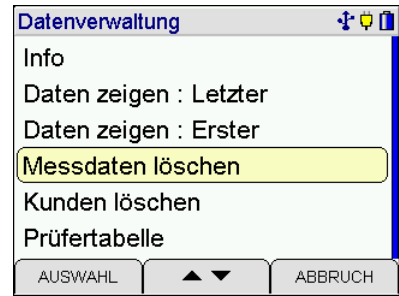 Datenverwaltung
Info
Daten zeigen : Letzter
Daten zeigen : Erster
Messdaten löschen
Kunden löschen
Prüfertabelle
AUSWAHL ▲ ▼ ABBRUCH